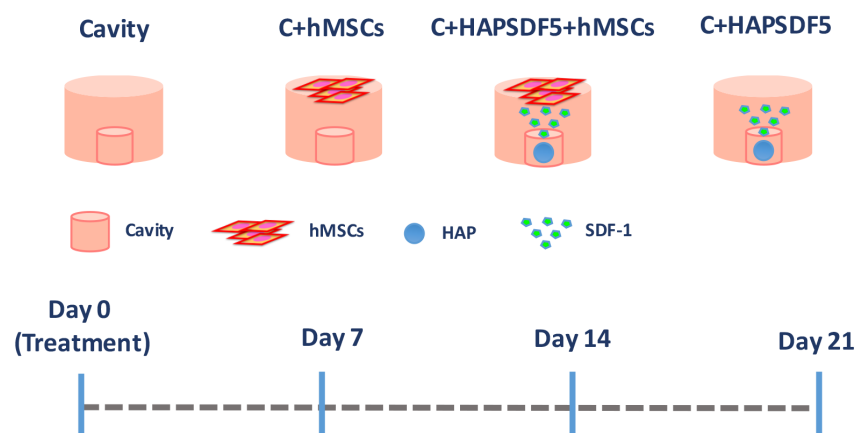 Cavity
C+hMSCs
C+HAPSDF5+hMSCs
C+HAPSDF5
Cavity
hMSCs
HAP
SDF-1
Day 0
(Treatment)
Day 7
Day 14
Day 21